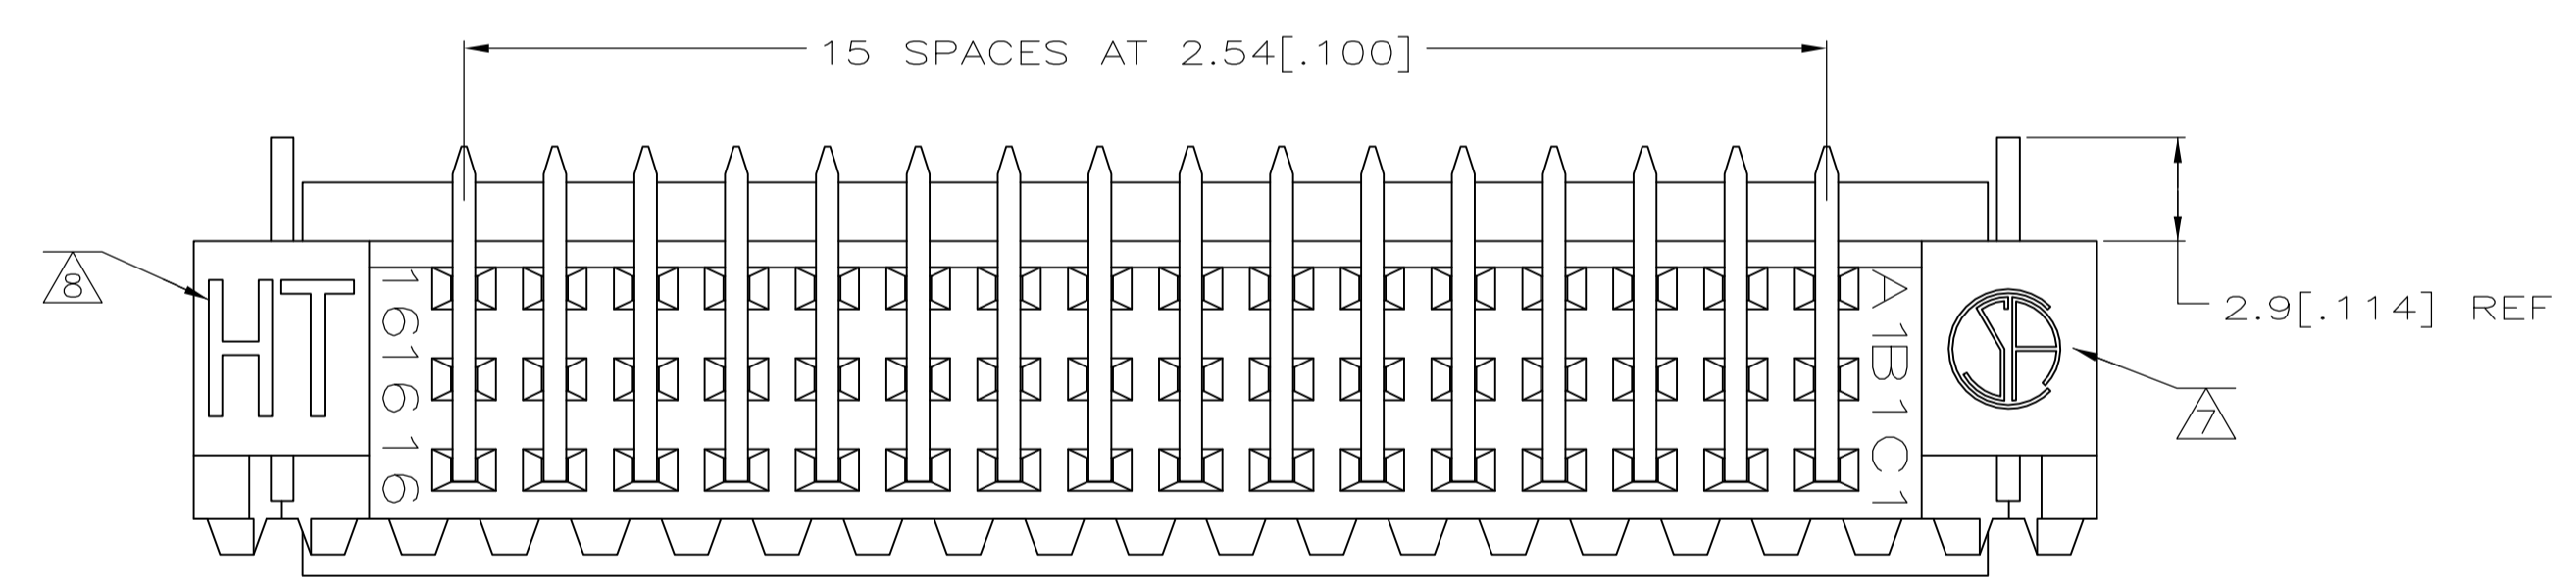 15 SPACES AT 2.54[.100]
2.9[.114] REF
8
HT
16
16
16
A1
B1
C1
7